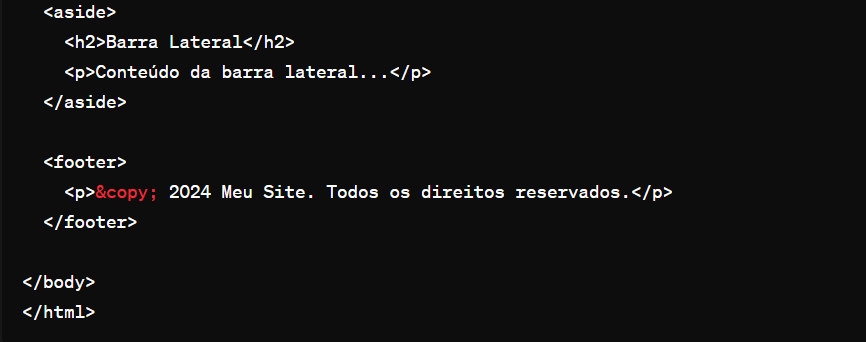 <aside>
<h2>Barra Lateral</h2>
<p>Conteúdo da barra lateral...</p>
</aside>
<footer>
<p>&copy; 2024 Meu Site. Todos os direitos reservados.</p>
</footer>
</body>
</html>